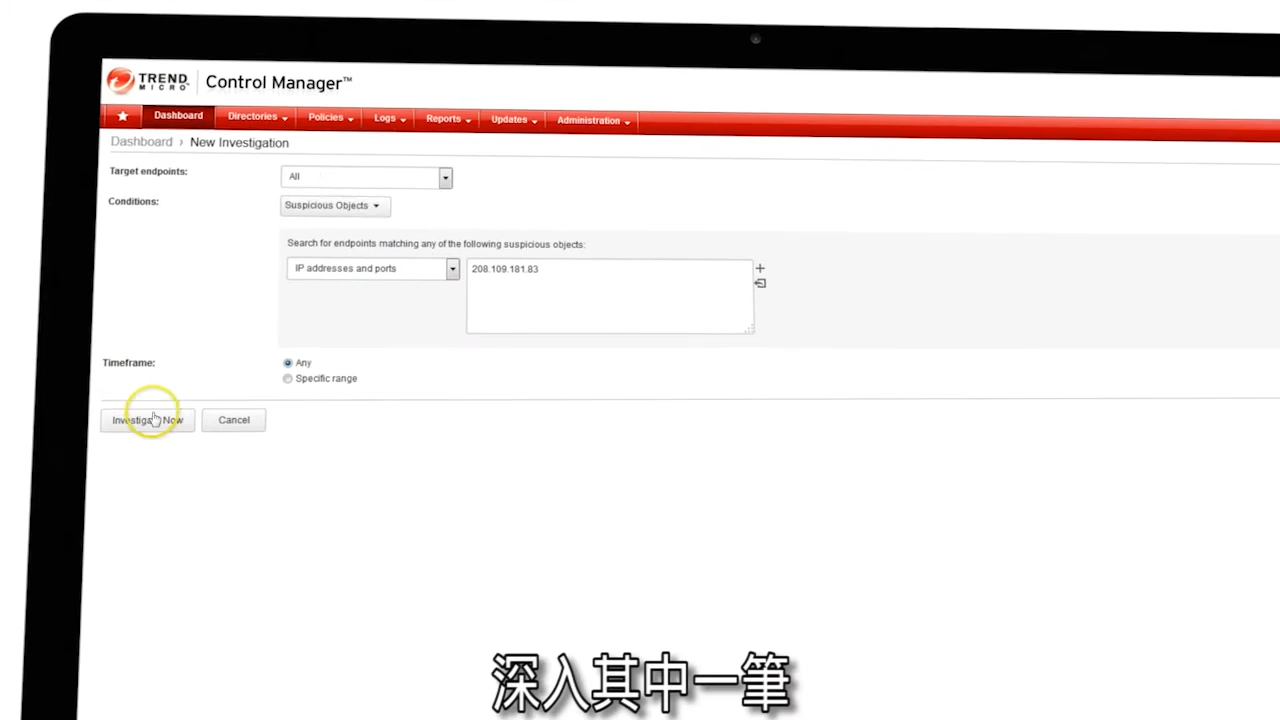 TREND MICRO Control Manager™
Dashboard Directories Policies Logs Reports Updates Administration
Dashboard › New Investigation
Target endpoints: All
Conditions: Suspicious Objects
Search for endpoints matching any of the following suspicious objects:
IP addresses and ports 208.109.181.83
Timeframe: Any
Specific range
Investigate Now Cancel
深入其中一筆